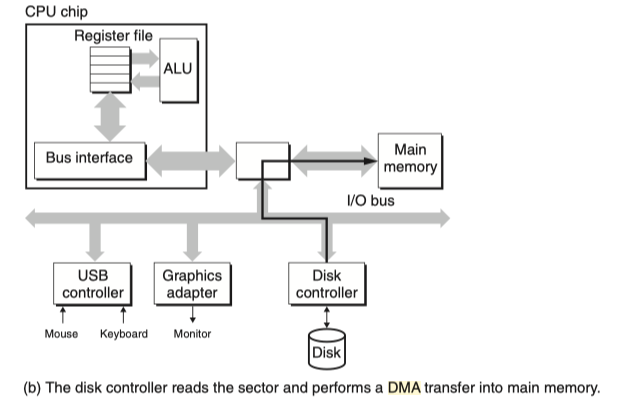 CPU chip
Register file
ALU
Bus interface
Main
memory
I/O bus
USB
controller
Graphics
adapter
Disk
controller
Mouse
Keyboard
Monitor
Disk
(b) The disk controller reads the sector and performs a DMA transfer into main memory.